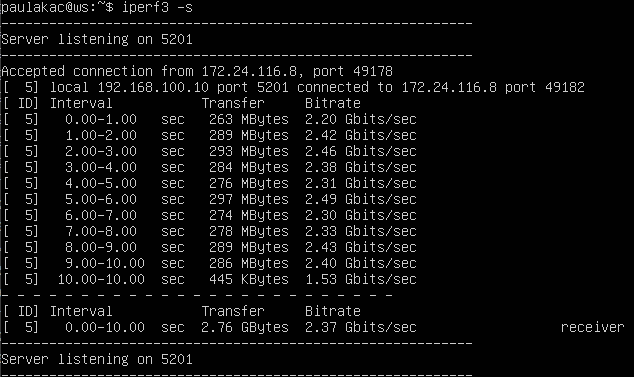 paulakac@ws:~$ iperf3 -s
-----------------------------------------------------------
Server listening on 5201
-----------------------------------------------------------
Accepted connection from 172.24.116.8, port 49178
[  5] local 192.168.100.10 port 5201 connected to 172.24.116.8 port 49182
[ ID] Interval           Transfer     Bitrate
[  5]   0.00-1.00   sec   263 MBytes  2.20 Gbits/sec
[  5]   1.00-2.00   sec   289 MBytes  2.42 Gbits/sec
[  5]   2.00-3.00   sec   293 MBytes  2.46 Gbits/sec
[  5]   3.00-4.00   sec   284 MBytes  2.38 Gbits/sec
[  5]   4.00-5.00   sec   276 MBytes  2.31 Gbits/sec
[  5]   5.00-6.00   sec   297 MBytes  2.49 Gbits/sec
[  5]   6.00-7.00   sec   274 MBytes  2.30 Gbits/sec
[  5]   7.00-8.00   sec   278 MBytes  2.33 Gbits/sec
[  5]   8.00-9.00   sec   289 MBytes  2.43 Gbits/sec
[  5]   9.00-10.00  sec   286 MBytes  2.40 Gbits/sec
[  5]  10.00-10.00  sec   445 KBytes  1.53 Gbits/sec
- - - - - - - - - - - - - - - - - - - - - - - - -
[ ID] Interval           Transfer     Bitrate
[  5]   0.00-10.00  sec  2.76 GBytes  2.37 Gbits/sec                  receiver
-----------------------------------------------------------
Server listening on 5201
-----------------------------------------------------------